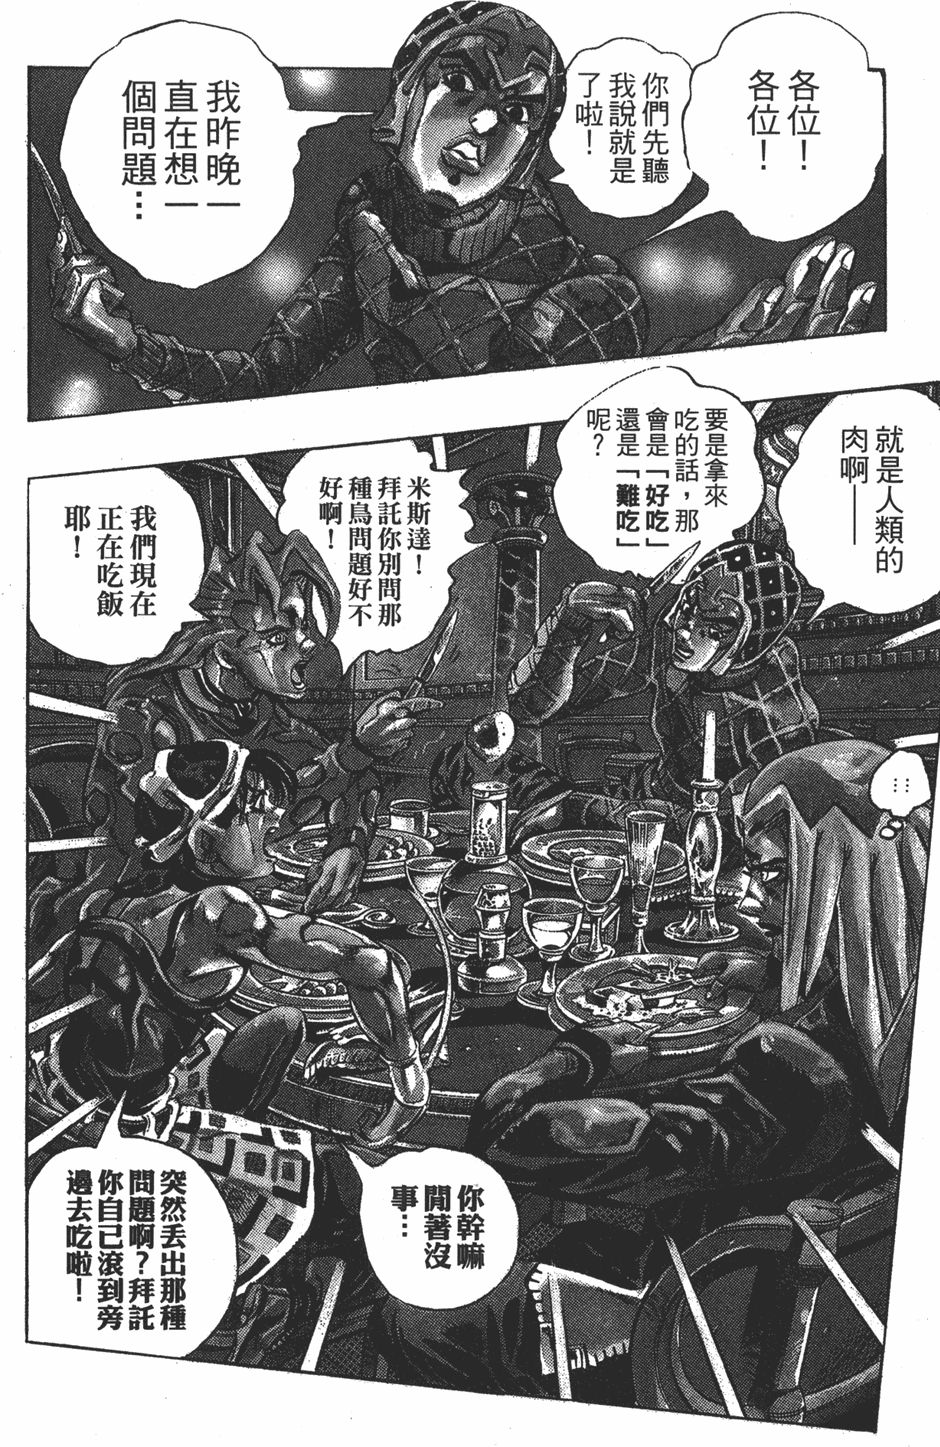 各位！
各位！
你們先聽
我說就是
了啦！
我昨晚一
直在想一
個問題…
就是人類的
肉啊——
要是拿來
吃的話，那
會是「好吃」
還是「難吃」
呢？
米斯達！
拜託你別問那
種鳥問題好不
好啊！
我們現在
正在吃飯
耶！
…
你幹嘛
閒著沒
事…
突然丟出那種
問題啊？拜託
你自己滾到旁
邊去吃啦！